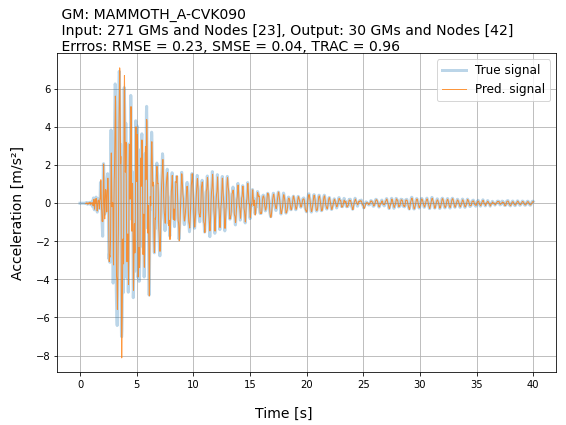 GM: MAMMOTH_A-CVK090
Input: 271 GMs and Nodes [23], Output: 30 GMs and Nodes [42]
Errros: RMSE = 0.23, SMSE = 0.04, TRAC = 0.96
True signal
Pred. signal
Acceleration [m/s²]
6
4
2
0
−2
−4
−6
−8
0 5 10 15 20 25 30 35 40
Time [s]